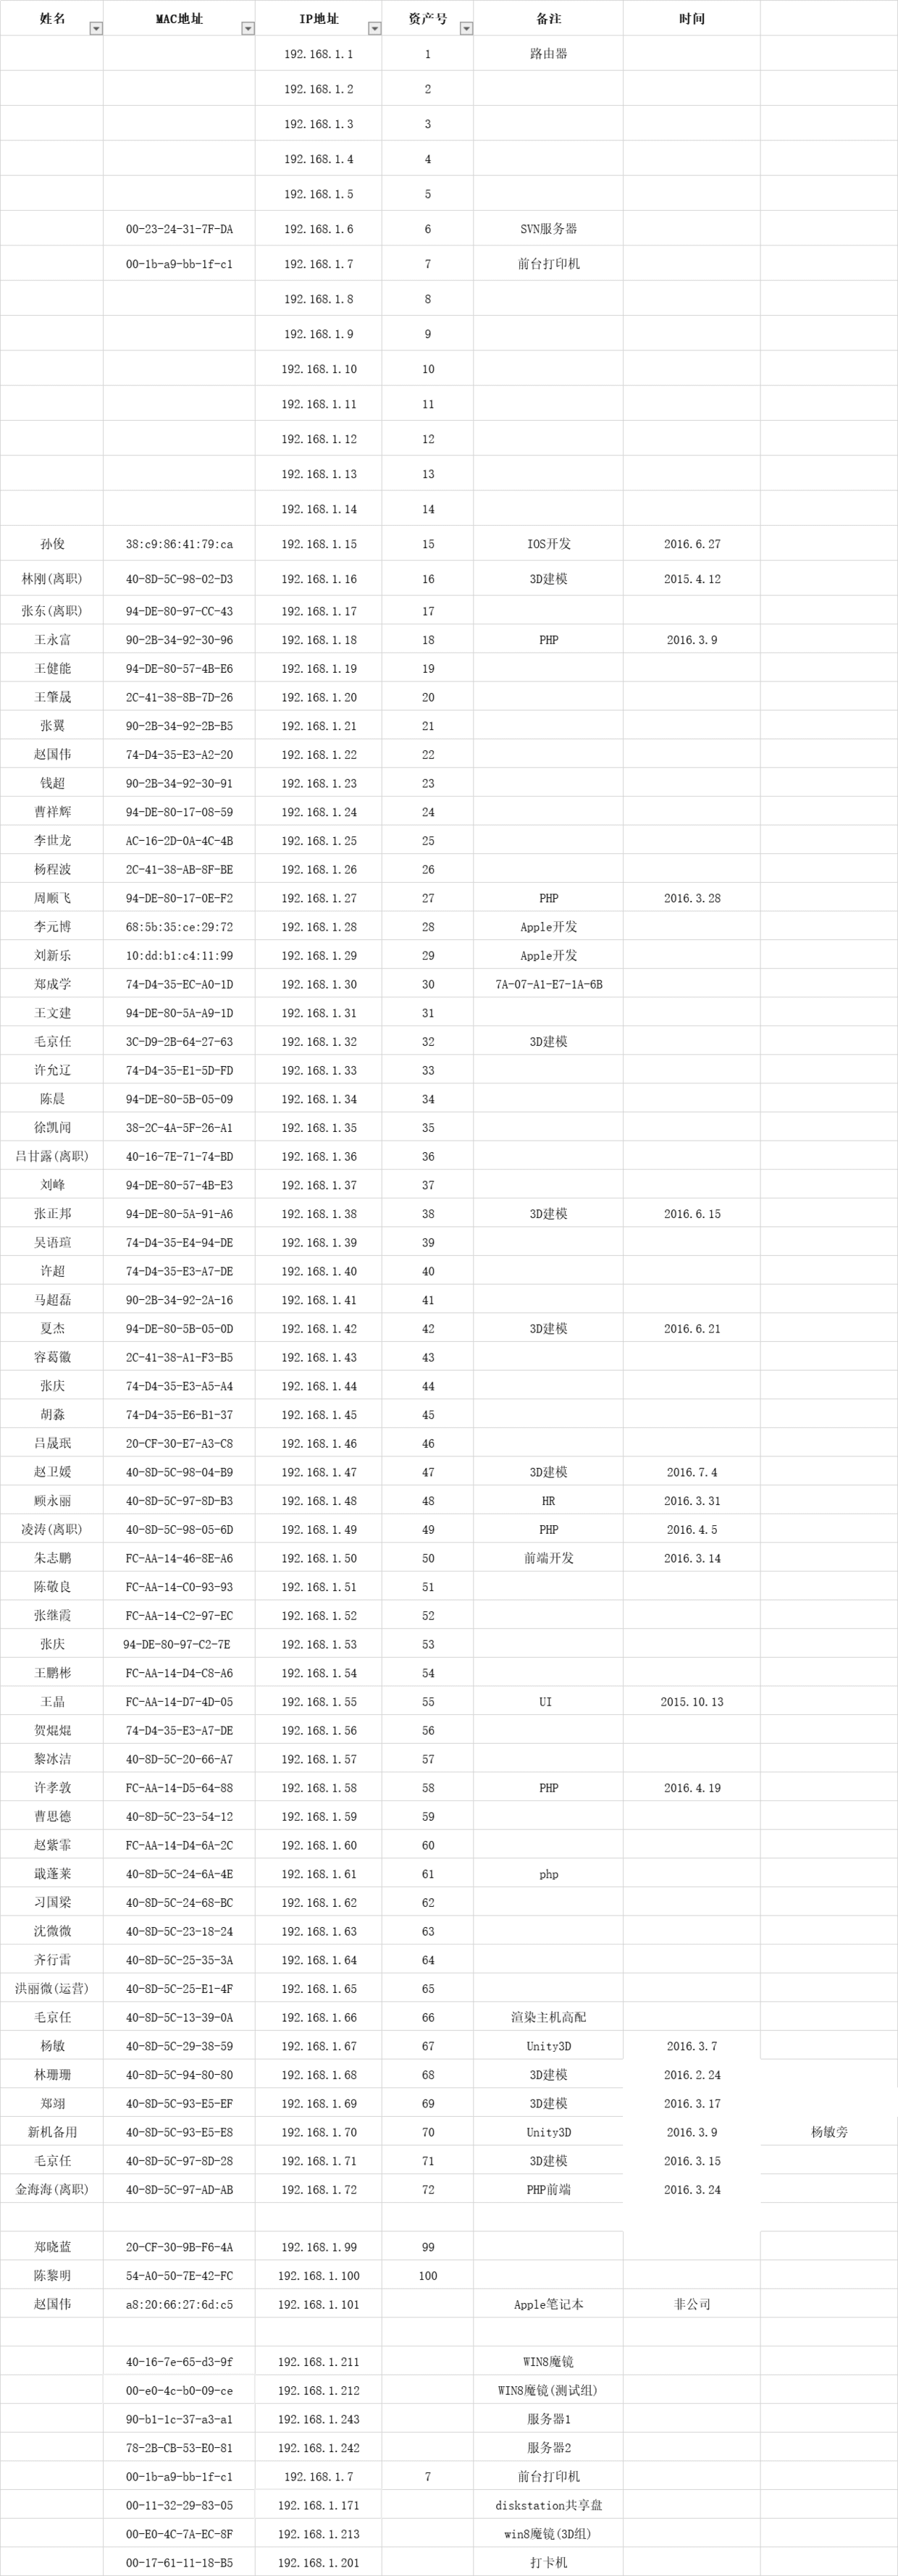 姓名 MAC地址 IP地址 资产号 备注 时间
192.168.1.1 1 路由器
192.168.1.2 2
192.168.1.3 3
192.168.1.4 4
192.168.1.5 5
00-23-24-31-7F-DA 192.168.1.6 6 SVN服务器
00-1b-a9-bb-1f-c1 192.168.1.7 7 前台打印机
192.168.1.8 8
192.168.1.9 9
192.168.1.10 10
192.168.1.11 11
192.168.1.12 12
192.168.1.13 13
192.168.1.14 14
孙俊 38:c9:86:41:79:ca 192.168.1.15 15 IOS开发 2016.6.27
林刚(离职) 40-8D-5C-98-02-D3 192.168.1.16 16 3D建模 2015.4.12
张东(离职) 94-DE-80-97-CC-43 192.168.1.17 17
王永富 90-2B-34-92-30-96 192.168.1.18 18 PHP 2016.3.9
王健能 94-DE-80-57-4B-E6 192.168.1.19 19
王肇晟 2C-41-38-8B-7D-26 192.168.1.20 20
张翼 90-2B-34-92-2B-B5 192.168.1.21 21
赵国伟 74-D4-35-E3-A2-20 192.168.1.22 22
钱超 90-2B-34-92-30-91 192.168.1.23 23
曹祥辉 94-DE-80-17-08-59 192.168.1.24 24
李世龙 AC-16-2D-0A-4C-4B 192.168.1.25 25
杨程波 2C-41-38-AB-8F-BE 192.168.1.26 26
周顺飞 94-DE-80-17-0E-F2 192.168.1.27 27 PHP 2016.3.28
李元博 68:5b:35:ce:29:72 192.168.1.28 28 Apple开发
刘新乐 10:dd:b1:c4:11:99 192.168.1.29 29 Apple开发
郑成学 74-D4-35-EC-A0-1D 192.168.1.30 30 7A-07-A1-E7-1A-6B
王文建 94-DE-80-5A-A9-1D 192.168.1.31 31
毛京任 3C-D9-2B-64-27-63 192.168.1.32 32 3D建模
许允辽 74-D4-35-E1-5D-FD 192.168.1.33 33
陈晨 94-DE-80-5B-05-09 192.168.1.34 34
徐凯闻 38-2C-4A-5F-26-A1 192.168.1.35 35
吕甘露(离职) 40-16-7E-71-74-BD 192.168.1.36 36
刘峰 94-DE-80-57-4B-E3 192.168.1.37 37
张正邦 94-DE-80-5A-91-A6 192.168.1.38 38 3D建模 2016.6.15
吴语瑄 74-D4-35-E4-94-DE 192.168.1.39 39
许超 74-D4-35-E3-A7-DE 192.168.1.40 40
马超磊 90-2B-34-92-2A-16 192.168.1.41 41
夏杰 94-DE-80-5B-05-0D 192.168.1.42 42 3D建模 2016.6.21
容葛徽 2C-41-38-A1-F3-B5 192.168.1.43 43
张庆 74-D4-35-E3-A5-A4 192.168.1.44 44
胡淼 74-D4-35-E6-B1-37 192.168.1.45 45
吕晟珉 20-CF-30-E7-A3-C8 192.168.1.46 46
赵卫媛 40-8D-5C-98-04-B9 192.168.1.47 47 3D建模 2016.7.4
顾永丽 40-8D-5C-97-8D-B3 192.168.1.48 48 HR 2016.3.31
凌涛(离职) 40-8D-5C-98-05-6D 192.168.1.49 49 PHP 2016.4.5
朱志鹏 FC-AA-14-46-8E-A6 192.168.1.50 50 前端开发 2016.3.14
陈敬良 FC-AA-14-C0-93-93 192.168.1.51 51
张继霞 FC-AA-14-C2-97-EC 192.168.1.52 52
张庆 94-DE-80-97-C2-7E 192.168.1.53 53
王鹏彬 FC-AA-14-D4-C8-A6 192.168.1.54 54
王晶 FC-AA-14-D7-4D-05 192.168.1.55 55 UI 2015.10.13
贺焜焜 74-D4-35-E3-A7-DE 192.168.1.56 56
黎冰洁 40-8D-5C-20-66-A7 192.168.1.57 57
许孝敦 FC-AA-14-D5-64-88 192.168.1.58 58 PHP 2016.4.19
曹思德 40-8D-5C-23-54-12 192.168.1.59 59
赵紫霏 FC-AA-14-D4-6A-2C 192.168.1.60 60
戢蓬莱 40-8D-5C-24-6A-4E 192.168.1.61 61 php
习国梁 40-8D-5C-24-68-BC 192.168.1.62 62
沈微微 40-8D-5C-23-18-24 192.168.1.63 63
齐行雷 40-8D-5C-25-35-3A 192.168.1.64 64
洪丽微(运营) 40-8D-5C-25-E1-4F 192.168.1.65 65
毛京任 40-8D-5C-13-39-0A 192.168.1.66 66 渲染主机高配
杨敏 40-8D-5C-29-38-59 192.168.1.67 67 Unity3D 2016.3.7
林珊珊 40-8D-5C-94-80-80 192.168.1.68 68 3D建模 2016.2.24
郑翊 40-8D-5C-93-E5-EF 192.168.1.69 69 3D建模 2016.3.17
新机备用 40-8D-5C-93-E5-E8 192.168.1.70 70 Unity3D 2016.3.9 杨敏旁
毛京任 40-8D-5C-97-8D-28 192.168.1.71 71 3D建模 2016.3.15
金海海(离职) 40-8D-5C-97-AD-AB 192.168.1.72 72 PHP前端 2016.3.24
郑晓蓝 20-CF-30-9B-F6-4A 192.168.1.99 99
陈黎明 54-A0-50-7E-42-FC 192.168.1.100 100
赵国伟 a8:20:66:27:6d:c5 192.168.1.101 Apple笔记本 非公司
40-16-7e-65-d3-9f 192.168.1.211 WIN8魔镜
00-e0-4c-b0-09-ce 192.168.1.212 WIN8魔镜(测试组)
90-b1-1c-37-a3-a1 192.168.1.243 服务器1
78-2B-CB-53-E0-81 192.168.1.242 服务器2
00-1b-a9-bb-1f-c1 192.168.1.7 7 前台打印机
00-11-32-29-83-05 192.168.1.171 diskstation共享盘
00-E0-4C-7A-EC-8F 192.168.1.213 win8魔镜(3D组)
00-17-61-11-18-B5 192.168.1.201 打卡机